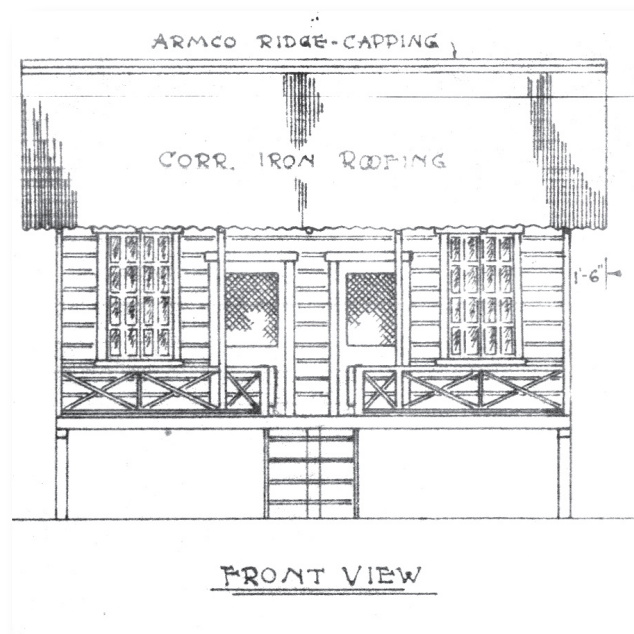 ARMCO RIDGE-CAPPING
CORR. IRON ROOFING
1'-6"
FRONT VIEW